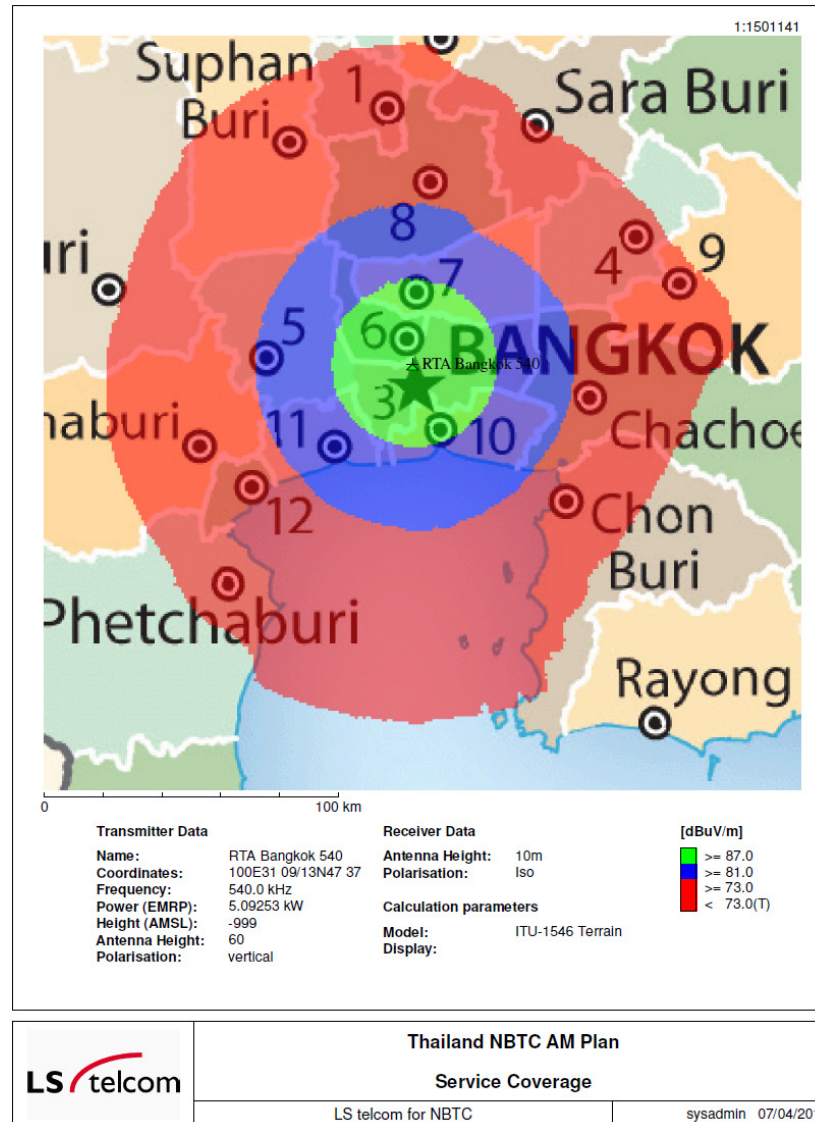 1:1501141
Suphan
Buri
1
Sara Buri
8
uri
7
4
9
5
6
BANGKOK
RTA Bangkok 540
3
naburi
11
10
Chachoe
12
Chon
Buri
Phetchaburi
Rayong
0
100 km
Transmitter Data
Name: RTA Bangkok 540
Coordinates: 100E31 09/13N47 37
Frequency: 540.0 kHz
Power (EMRP): 5.09253 kW
Height (AMSL): -999
Antenna Height: 60
Polarisation: vertical
Receiver Data
Antenna Height: 10m
Polarisation: Iso
Calculation parameters
Model: ITU-1546 Terrain
Display:
[dBuV/m]
>= 87.0
>= 81.0
>= 73.0
< 73.0(T)
LS telcom
Thailand NBTC AM Plan
Service Coverage
LS telcom for NBTC
sysadmin 07/04/201